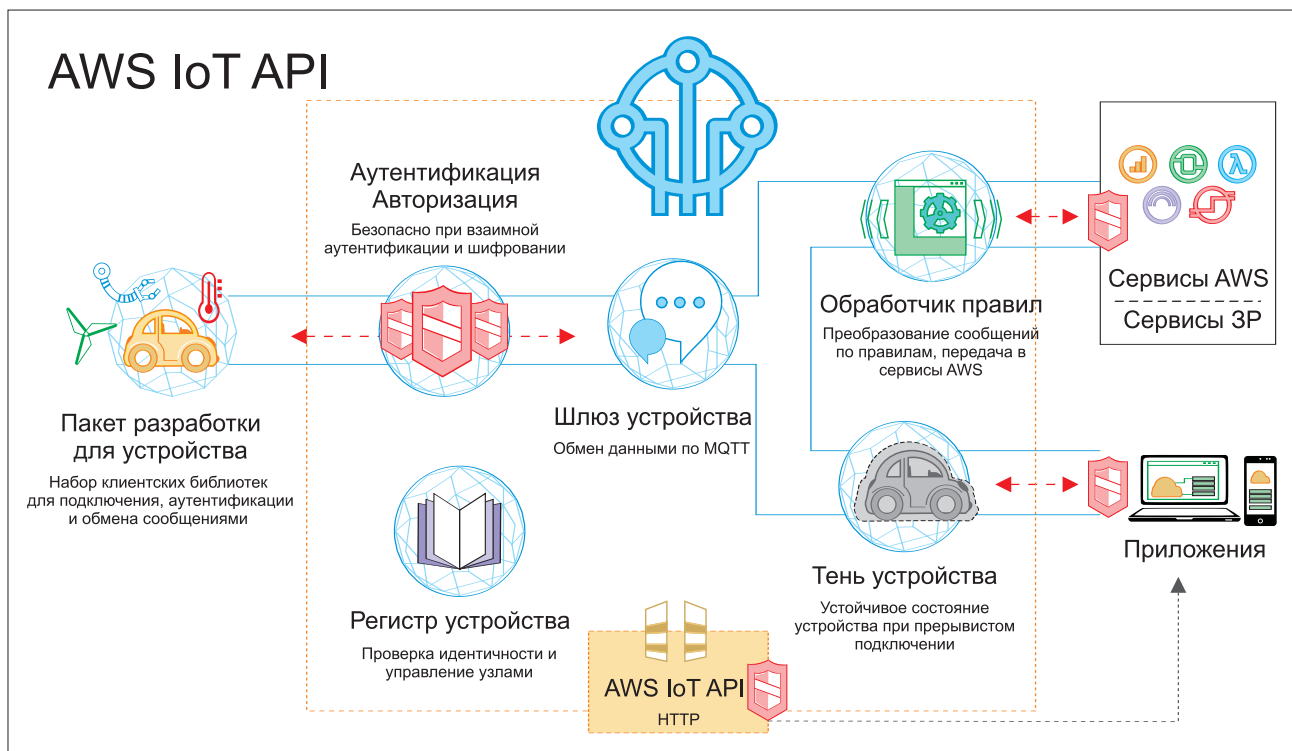 AWS IoT API
Аутентификация
Авторизация
Безопасно при взаимной
аутентификации и шифровании
Пакет разработки
для устройства
Набор клиентских библиотек
для подключения, аутентификации
и обмена сообщениями
Шлюз устройства
Обмен данными по MQTT
Обработчик правил
Преобразование сообщений
по правилам, передача в
сервисы AWS
Сервисы AWS
Сервисы 3P
Регистр устройства
Проверка идентичности и
управление узлами
Тень устройства
Устойчивое состояние
устройства при прерывистом
подключении
Приложения
AWS IoT API
HTTP